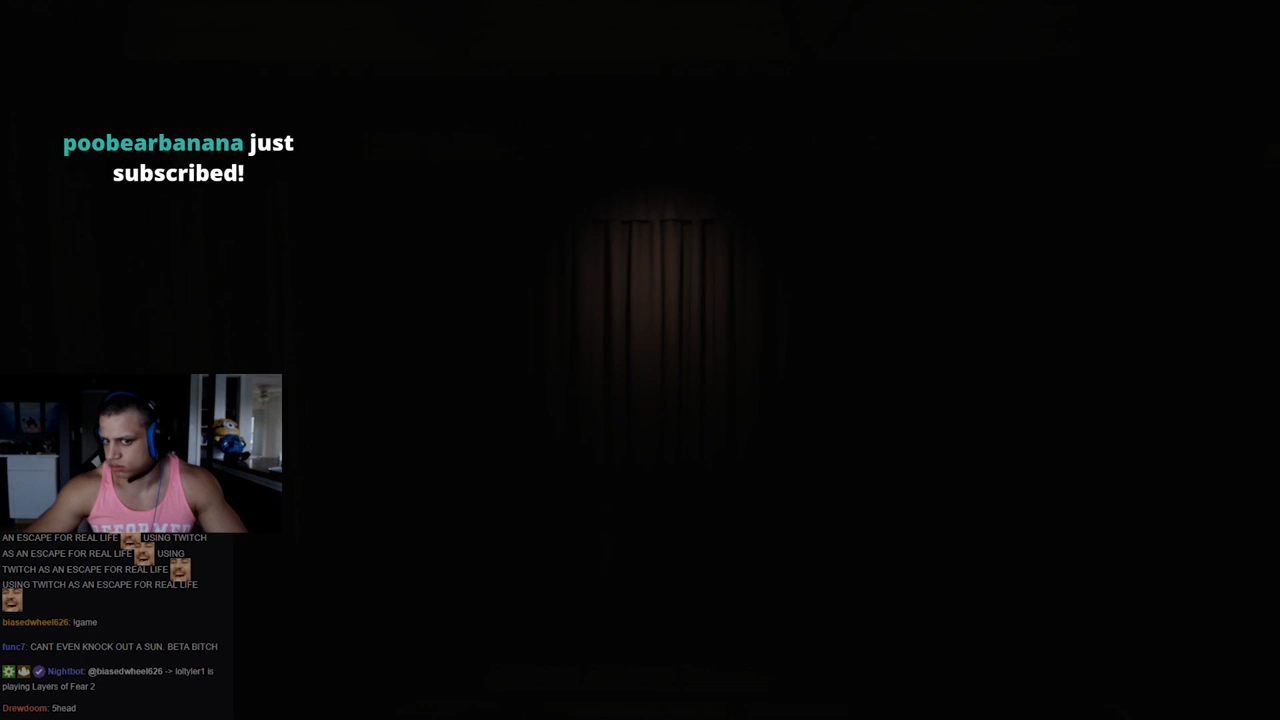 poobearbanana just
subscribed!
REFORMED
AN ESCAPE FOR REAL LIFE USING TWITCH
AS AN ESCAPE FOR REAL LIFE USING
TWITCH AS AN ESCAPE FOR REAL LIFE
USING TWITCH AS AN ESCAPE FOR REAL LIFE
biasedwheel626: !game
func7: CANT EVEN KNOCK OUT A SUN. BETA BITCH
Nightbot: @biasedwheel626 -> loltyler1 is
playing Layers of Fear 2
Drewdoom: 5head